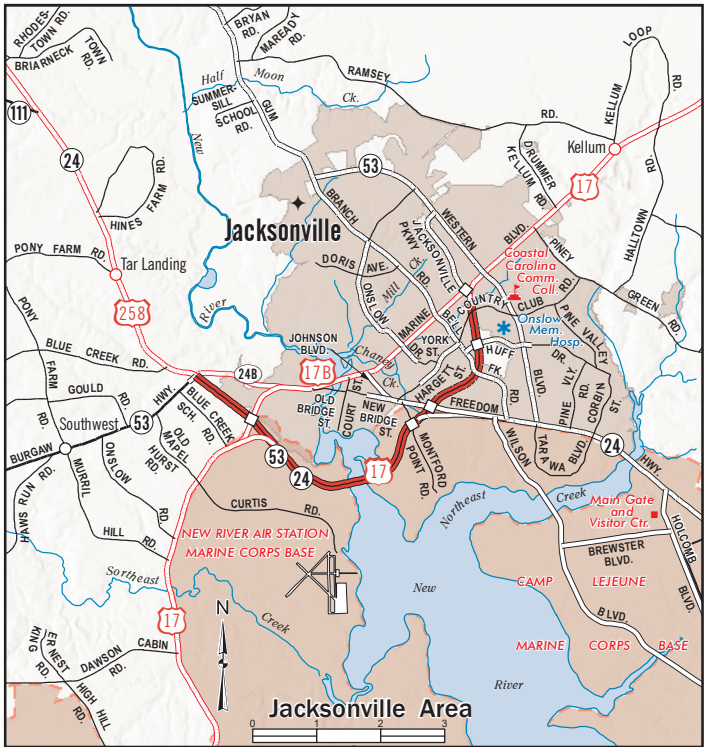 RHODES-
TOWN RD.
BRIARNECK
TOWN
RD.
BRYAN
RD.
MAREADY
RD.
Half Moon Ck.
RAMSEY
RD.
KELLUM
LOOP
RD.
SUMMER-
SILL
SCHOOL
RD.
GUM
BRANCH
RD.
111
24
New
River
53
Kellum
DRUMMER
KELLUM RD.
17
HALLTOWN
RD.
HINES FARM RD.
WESTERN
BLVD.
JACKSONVILLE
PKWY
Jacksonville
PINEY
GREEN
RD.
PONY FARM RD.
Tar Landing
DORIS AVE.
Mill Ck.
ONSLOW
DR.
Coastal
Carolina
Comm.
Coll.
COUNTRY
CLUB
RD.
258
MARINE
BLVD.
BELL
FK.
RD.
Onslow
Mem.
Hosp.
PINE VALLEY
RD.
PONY
FARM
RD.
BLUE CREEK RD.
JOHNSON
BLVD.
Chaney
Ck.
YORK
ST.
HUFF
DR.
24B
17B
HARGETT
ST.
GOULD
RD.
HWY.
OLD
BRIDGE
ST.
COURT ST.
NEW
BRIDGE
ST.
FREEDOM
PINE
VLY.
RD.
CORBIN
ST.
53
Southwest
BLUE CREEK
SCH. RD.
BURGAW
OLD
MAPEL
HURST
RD
ONSLOW
53
24
17
MONTFORD
POINT RD.
WILSON
BLVD.
TARAWA
BLVD.
24
HWY.
HAWS RUN RD.
MURRIL
HILL
RD.
CURTIS
RD.
Northeast Creek
Main Gate
and
Visitor Ctr.
HOLCOMB
BLVD.
NEW RIVER AIR STATION
MARINE CORPS BASE
BREWSTER
BLVD.
Sortheast
Creek
New
River
CAMP LEJEUNE
MARINE CORPS BASE
17
N
KING
RD.
ERNEST
DAWSON CABIN
RD.
HIGH HILL
RD.
Jacksonville Area
0 1 2 3